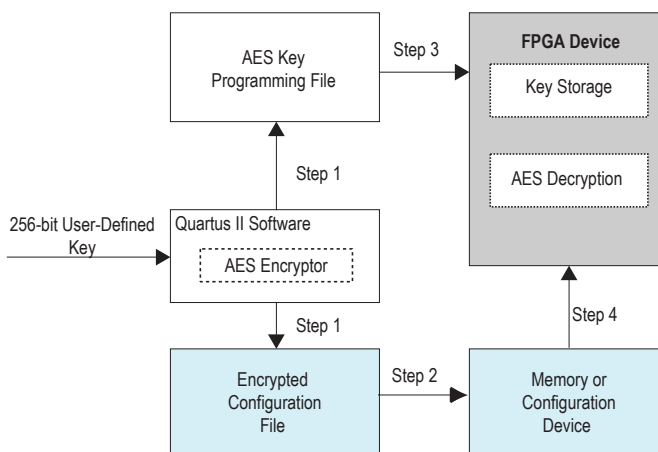 AES Key
Programming File
Step 3
FPGA Device
Key Storage
AES Decryption
Step 1
256-bit User-Defined
Key
Quartus II Software
AES Encryptor
Step 1
Step 4
Encrypted
Configuration
File
Step 2
Memory or
Configuration
Device